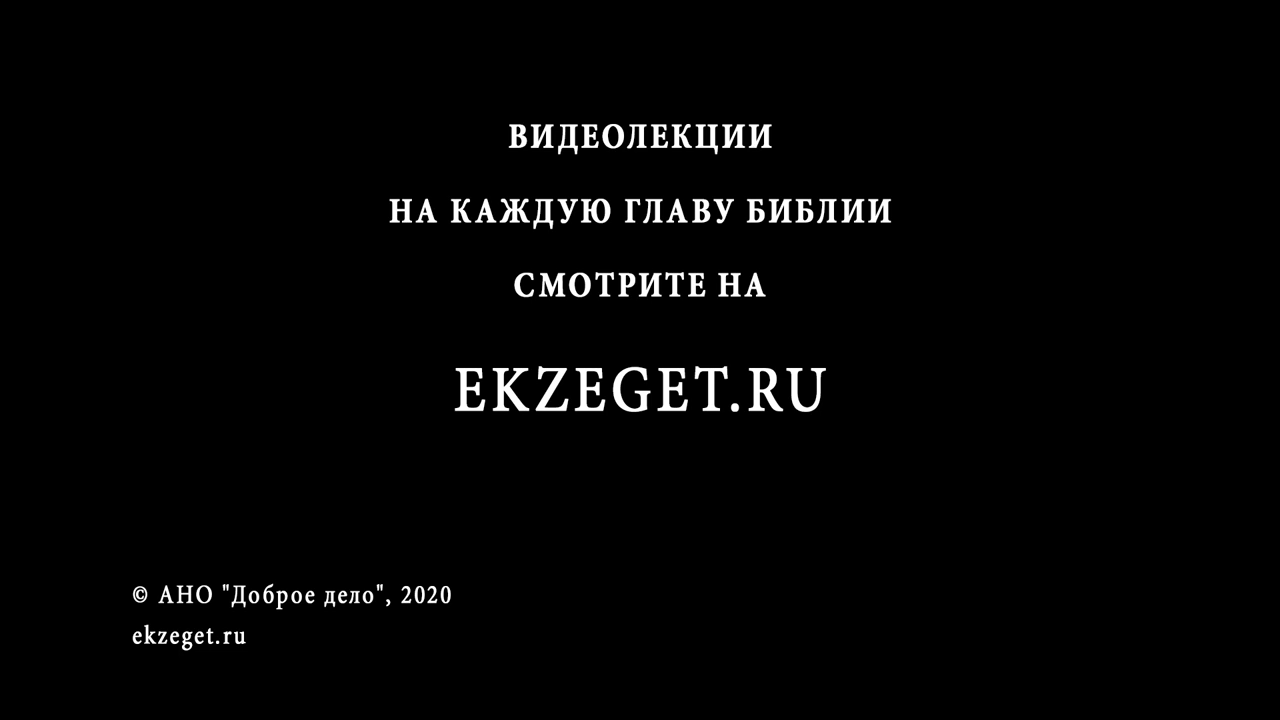 ВИДЕОЛЕКЦИИ
НА КАЖДУЮ ГЛАВУ БИБЛИИ
СМОТРИТЕ НА
EKZEGET.RU
© АНО "Доброе дело", 2020
ekzeget.ru